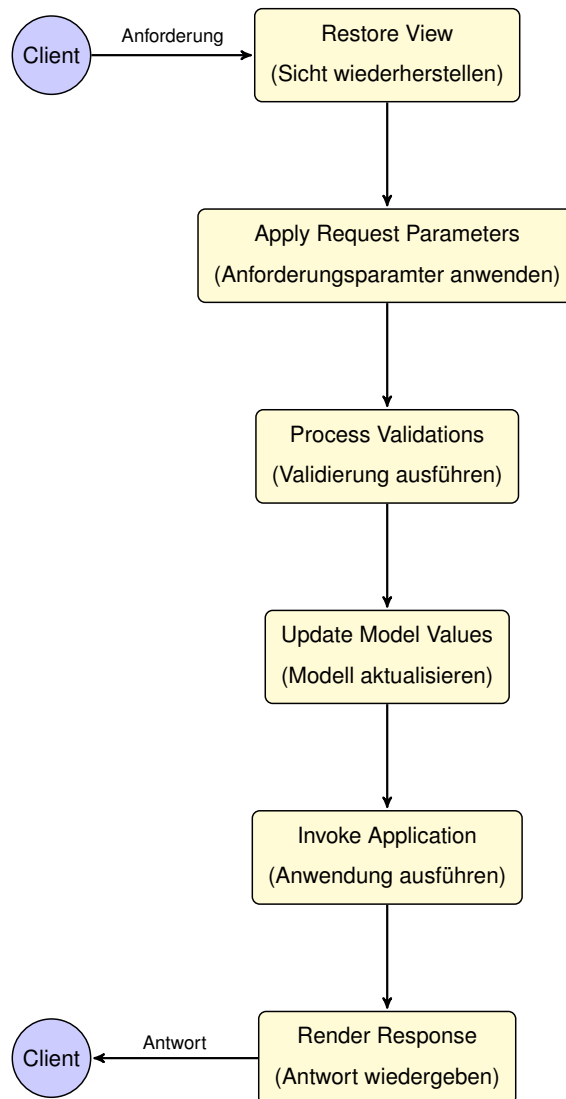 Client
Anforderung
Restore View
(Sicht wiederherstellen)
Apply Request Parameters
(Anforderungsparamter anwenden)
Process Validations
(Validierung ausführen)
Update Model Values
(Modell aktualisieren)
Invoke Application
(Anwendung ausführen)
Client
Antwort
Render Response
(Antwort wiedergeben)